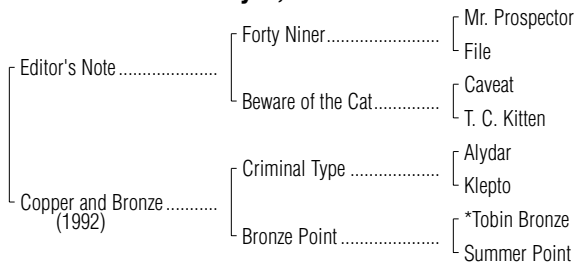 Mr. Prospector
Forty Niner
File
Editor's Note
Caveat
Beware of the Cat
T. C. Kitten
Alydar
Criminal Type
Klepto
Copper and Bronze
(1992)
*Tobin Bronze
Bronze Point
Summer Point